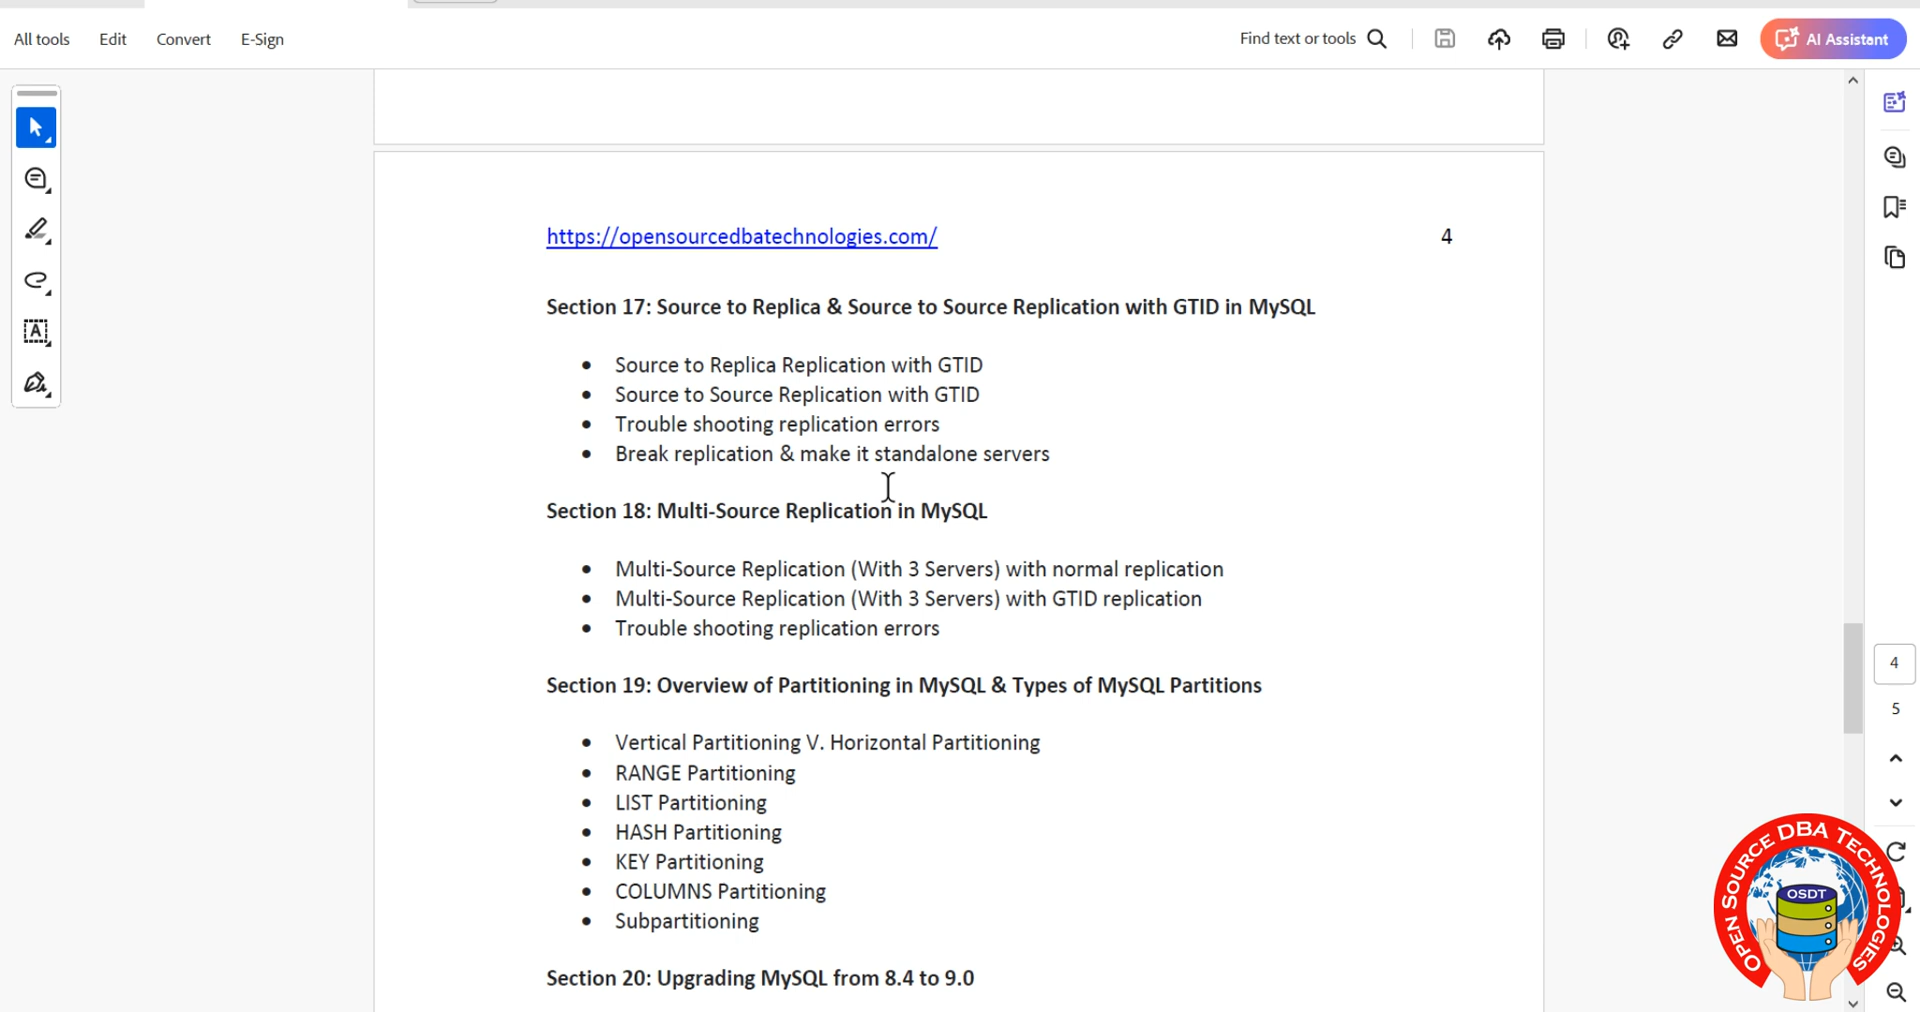 All tools Edit Convert E-Sign Find text or tools AI Assistant
https://opensourcedbatechnologies.com/ 4
Section 17: Source to Replica & Source to Source Replication with GTID in MySQL
• Source to Replica Replication with GTID
• Source to Source Replication with GTID
• Trouble shooting replication errors
• Break replication & make it standalone servers
Section 18: Multi-Source Replication in MySQL
• Multi-Source Replication (With 3 Servers) with normal replication
• Multi-Source Replication (With 3 Servers) with GTID replication
• Trouble shooting replication errors
Section 19: Overview of Partitioning in MySQL & Types of MySQL Partitions
• Vertical Partitioning V. Horizontal Partitioning
• RANGE Partitioning
• LIST Partitioning
• HASH Partitioning
• KEY Partitioning
• COLUMNS Partitioning
• Subpartitioning
Section 20: Upgrading MySQL from 8.4 to 9.0
4
5
OPEN SOURCE DBA TECHNOLOGIES
OSDT